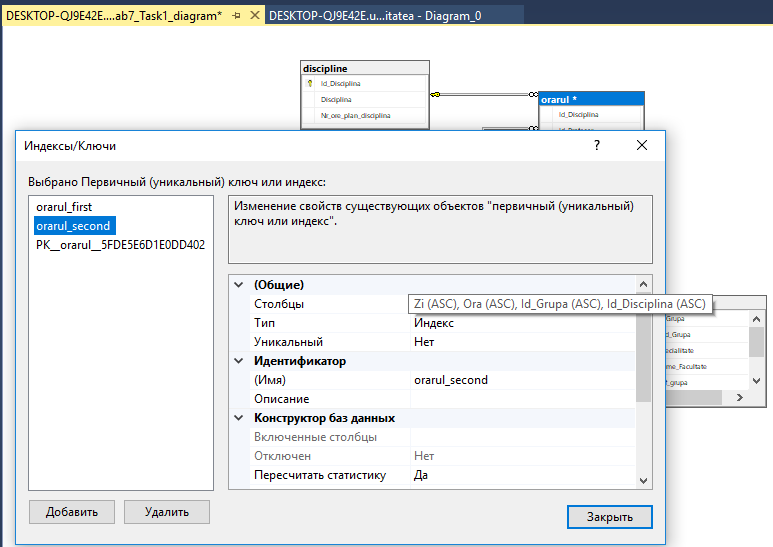 DESKTOP-QJ9E42E....ab7_Task1_diagram*
DESKTOP-QJ9E42E.u...itatea - Diagram_0
discipline
Id_Disciplina
Disciplina
Nr_ore_plan_disciplina
orarul *
Id_Disciplina
Индексы/Ключи
?
Выбрано Первичный (уникальный) ключ или индекс:
orarul_first
orarul_second
PK__orarul__5FDE5E6D1E0DD402
Изменение свойств существующих объектов "первичный (уникальный)
ключ или индекс".
(Общие)
Столбцы
Zi (ASC), Ora (ASC), Id_Grupa (ASC), Id_Disciplina (ASC)
Тип Индекс
Уникальный Нет
Идентификатор
(Имя) orarul_second
Описание
Конструктор баз данных
Включенные столбцы
Отключен Нет
Пересчитать статистику Да
_Grupa
d_Grupa
ecialitate
me_Facultate
f_grupa
Добавить
Удалить
Закрыть